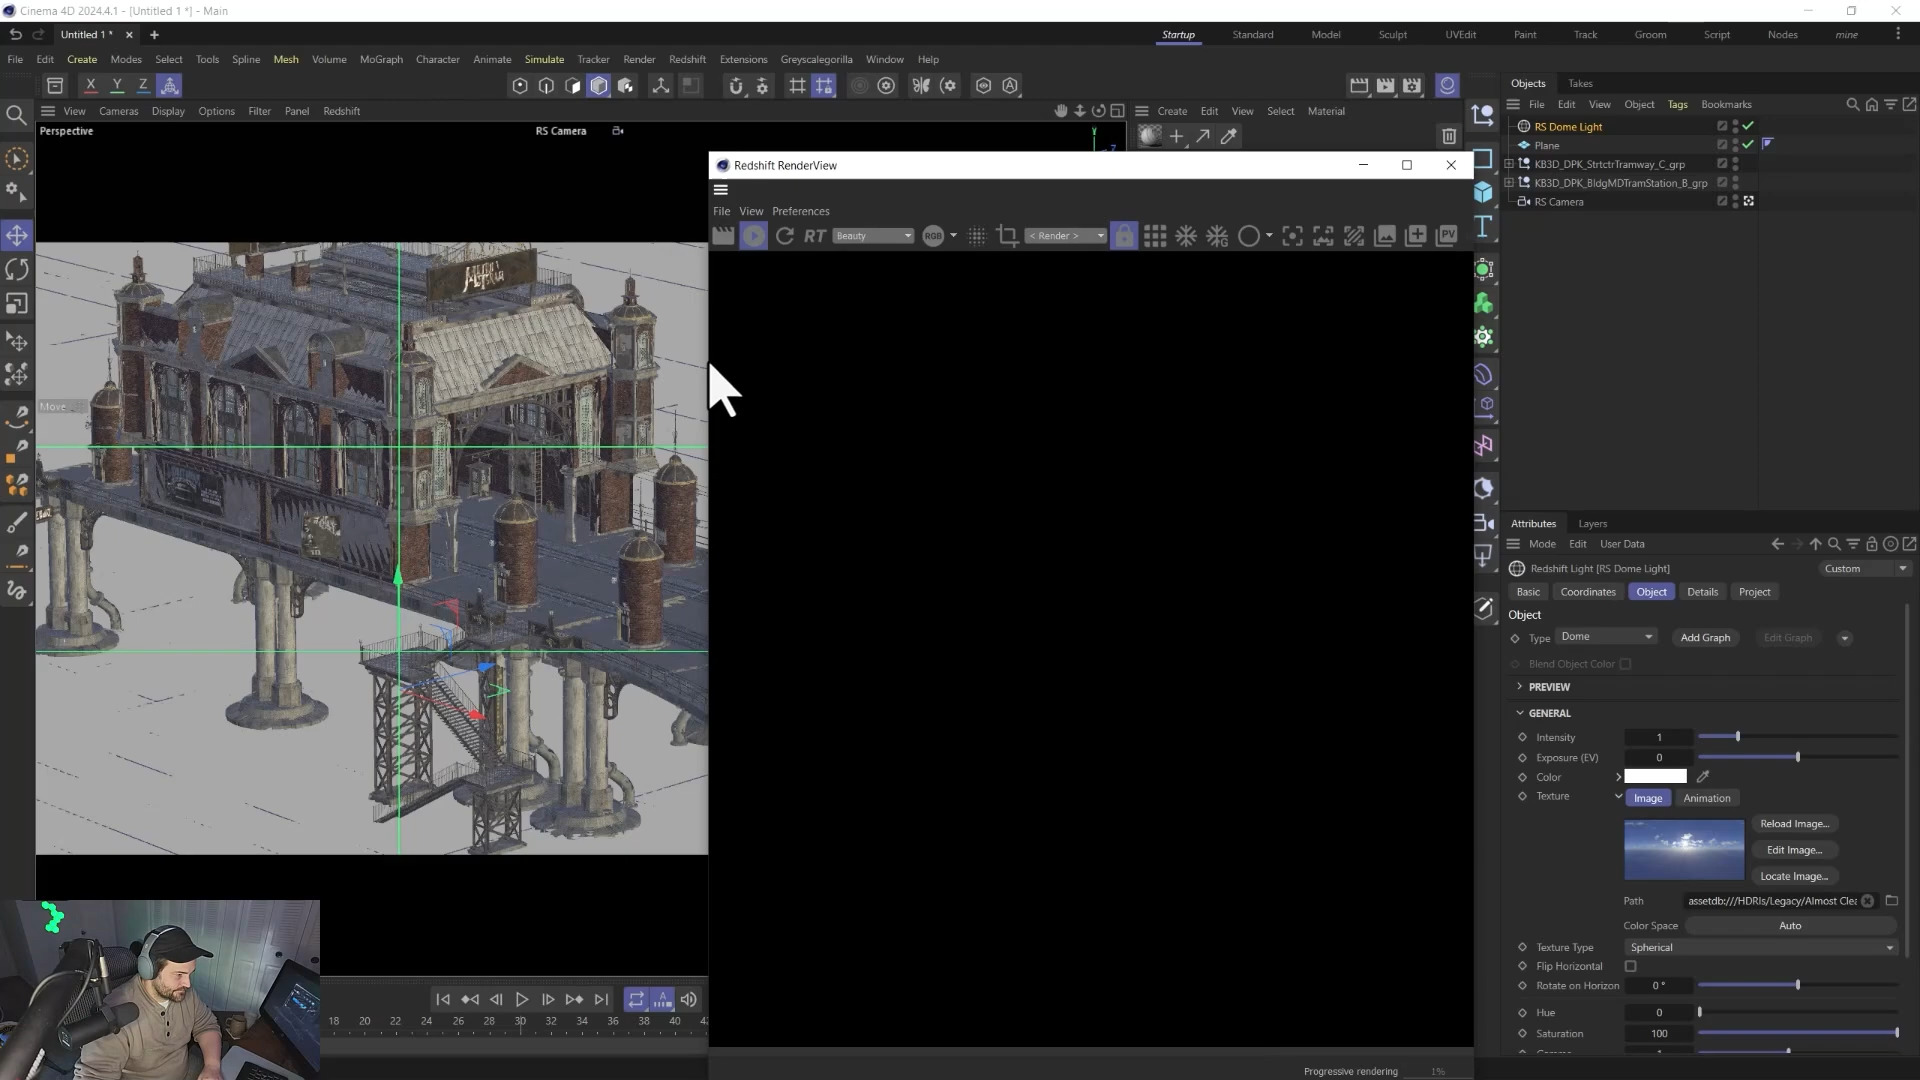 Cinema 4D 2024.4.1 - [Untitled 1 *] - Main
Untitled 1 *
Startup Standard Model Sculpt UVEdit Paint Track Groom Script Nodes mine
File Edit Create Modes Select Tools Spline Mesh Volume MoGraph Character Animate Simulate Tracker Render Redshift Extensions Greyscalegorilla Window Help
X Y Z
Objects Takes
View Cameras Display Options Filter Panel Redshift
Create Edit View Select Material
File Edit View Object Tags Bookmarks
Perspective
RS Camera
Y
Z
RS Dome Light
Plane
KB3D_DPK_StrtctrTramway_C_grp
KB3D_DPK_BldgMDTramStation_B_grp
RS Camera
Redshift RenderView
File View Preferences
RT Beauty RGB < Render > PV
Move
Attributes Layers
Mode Edit User Data
Redshift Light [RS Dome Light] Custom
Basic Coordinates Object Details Project
Object
Type Dome Add Graph Edit Graph
Blend Object Color
PREVIEW
GENERAL
Intensity 1
Exposure (EV) 0
Color
Texture Image Animation
Reload Image...
Edit Image...
Locate Image...
Path assetdb:///HDRIs/Legacy/Almost Clea
Color Space Auto
Texture Type Spherical
Flip Horizontal
Rotate on Horizon 0 °
Hue 0
Saturation 100
18 20 22 24 26 28 30 32 34 36 38 40 42
Progressive rendering 1%